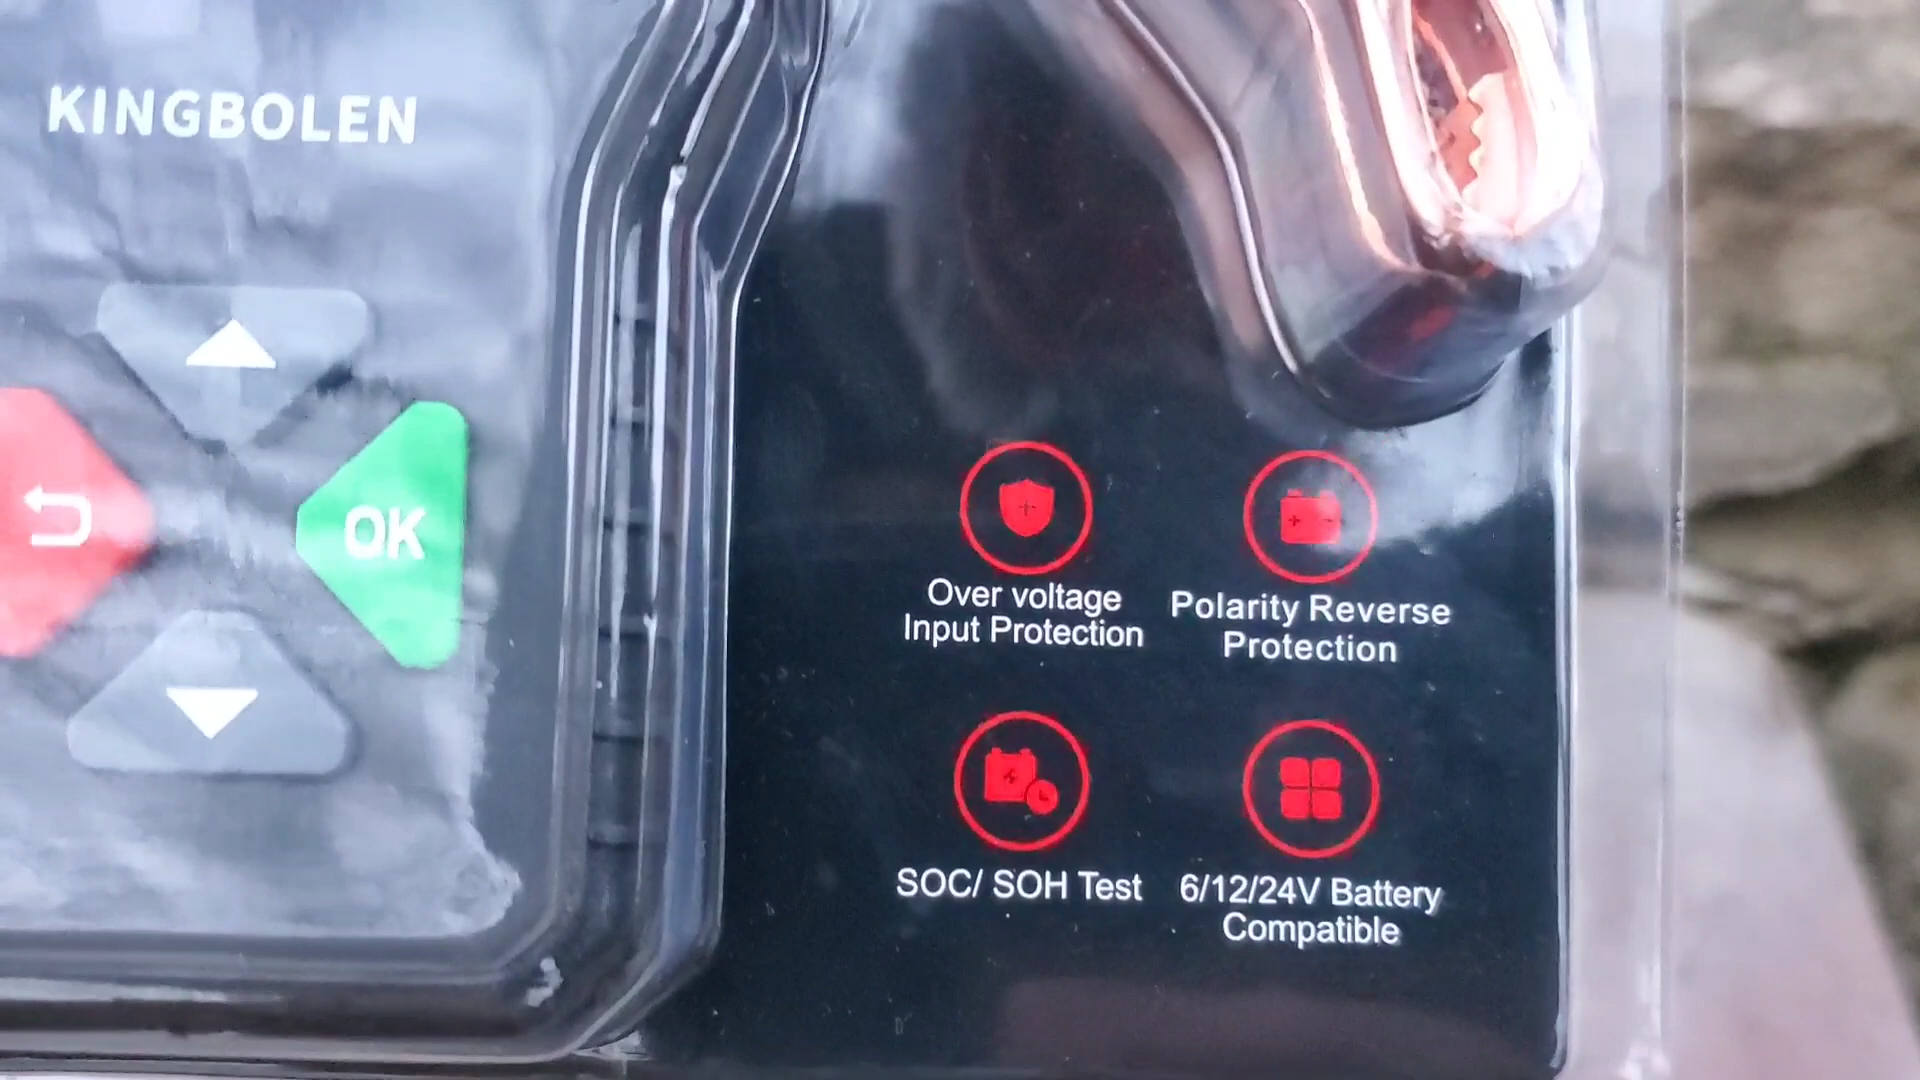 KINGBOLEN
OK
Over voltage
Input Protection
Polarity Reverse
Protection
SOC/ SOH Test
6/12/24V Battery
Compatible